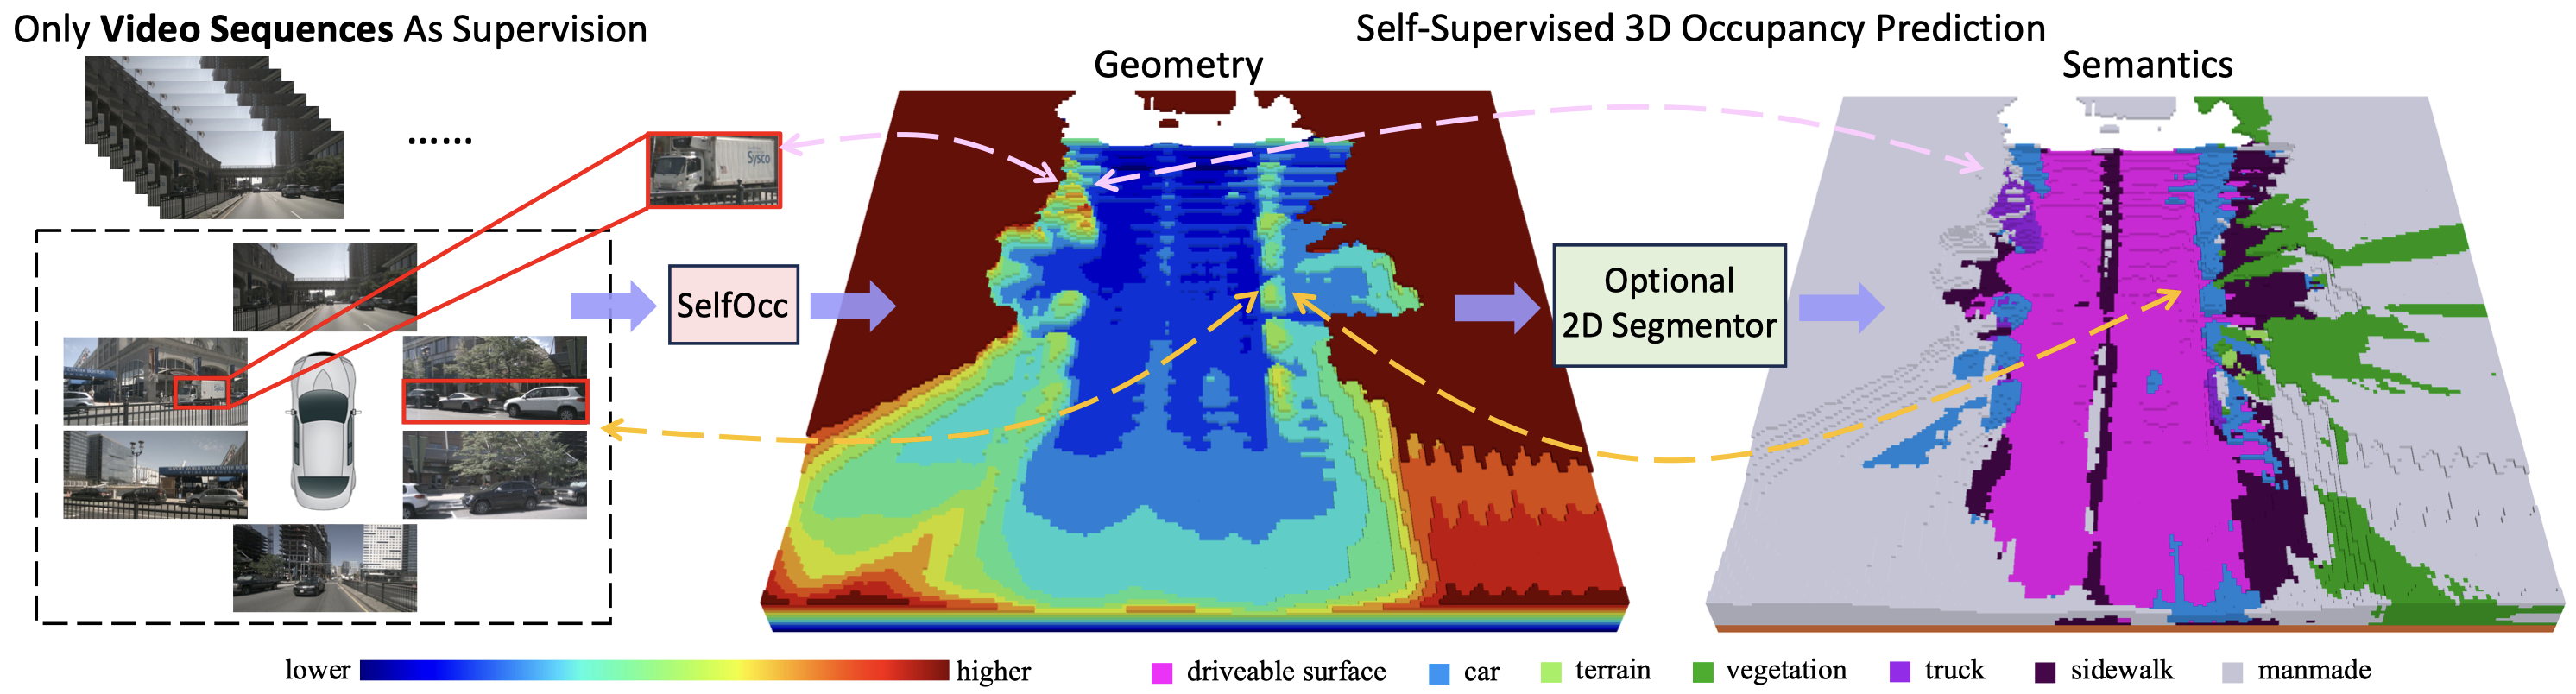 Only Video Sequences As Supervision
Self-Supervised 3D Occupancy Prediction
Geometry
Semantics
......
Sysco
SelfOcc
Optional
2D Segmentor
lower
higher
driveable surface
car
terrain
vegetation
truck
sidewalk
manmade